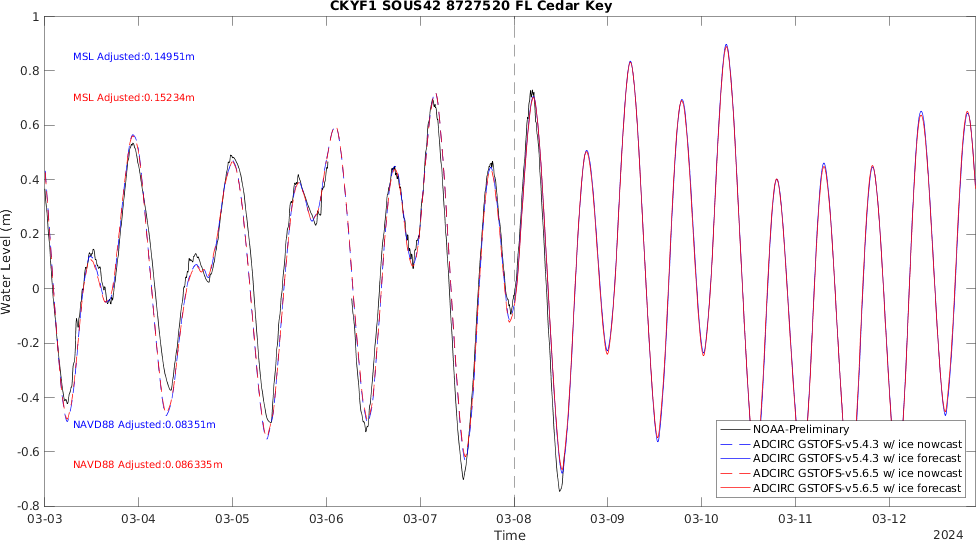 CKYF1 SOUS42 8727520 FL Cedar Key
1
0.8
0.6
0.4
0.2
0
-0.2
-0.4
-0.6
-0.8
Water Level (m)
MSL Adjusted:0.14951m
MSL Adjusted:0.15234m
NAVD88 Adjusted:0.08351m
NAVD88 Adjusted:0.086335m
NOAA-Preliminary
ADCIRC GSTOFS-v5.4.3 w/ ice nowcast
ADCIRC GSTOFS-v5.4.3 w/ ice forecast
ADCIRC GSTOFS-v5.6.5 w/ ice nowcast
ADCIRC GSTOFS-v5.6.5 w/ ice forecast
03-03 03-04 03-05 03-06 03-07 03-08 03-09 03-10 03-11 03-12
Time
2024